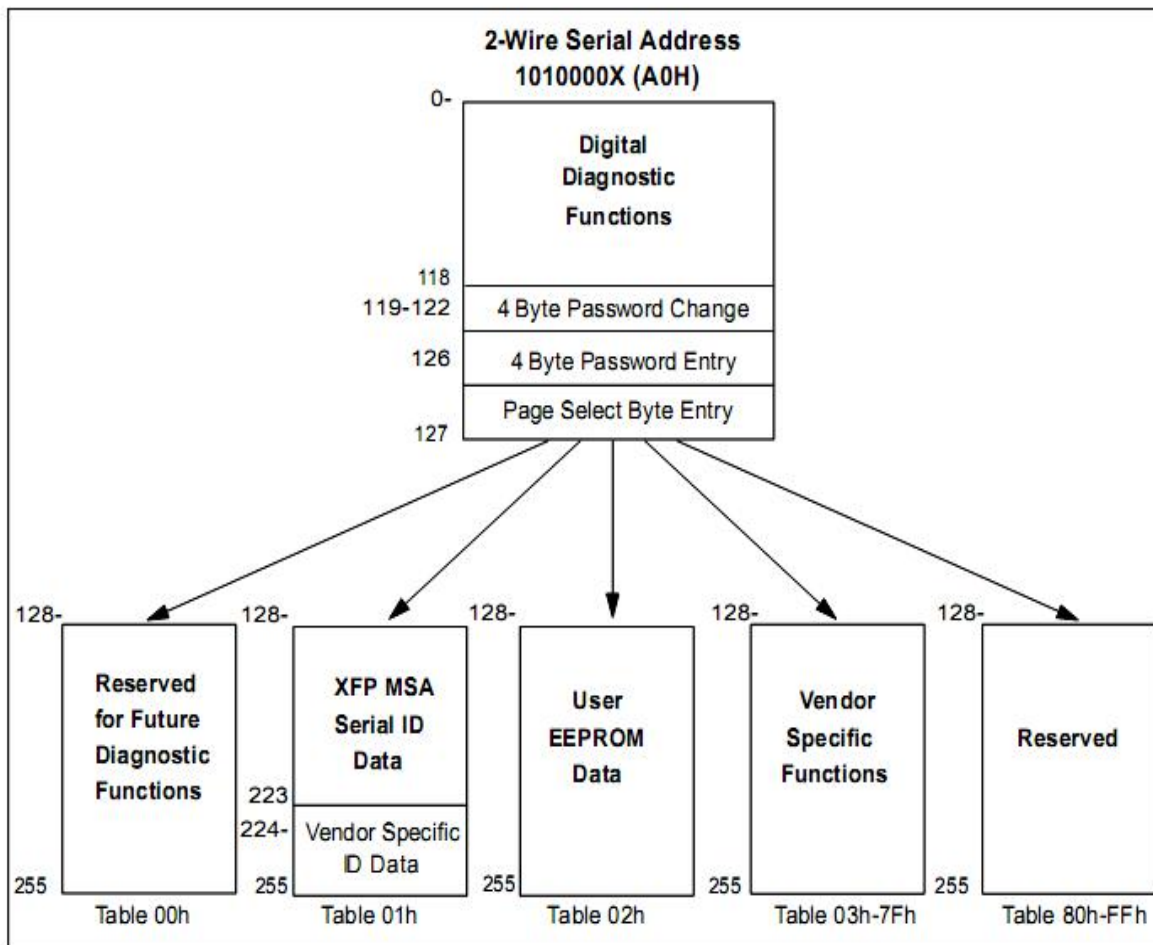 2-Wire Serial Address
1010000X (A0H)
0-
Digital
Diagnostic
Functions
118
119-122
4 Byte Password Change
126
4 Byte Password Entry
Page Select Byte Entry
127
128-
Reserved
for Future
Diagnostic
Functions
255
Table 00h
128-
XFP MSA
Serial ID
Data
223
224-
Vendor Specific
ID Data
255
Table 01h
128-
User
EEPROM
Data
255
Table 02h
128-
Vendor
Specific
Functions
255
Table 03h-7Fh
128-
Reserved
255
Table 80h-FFh